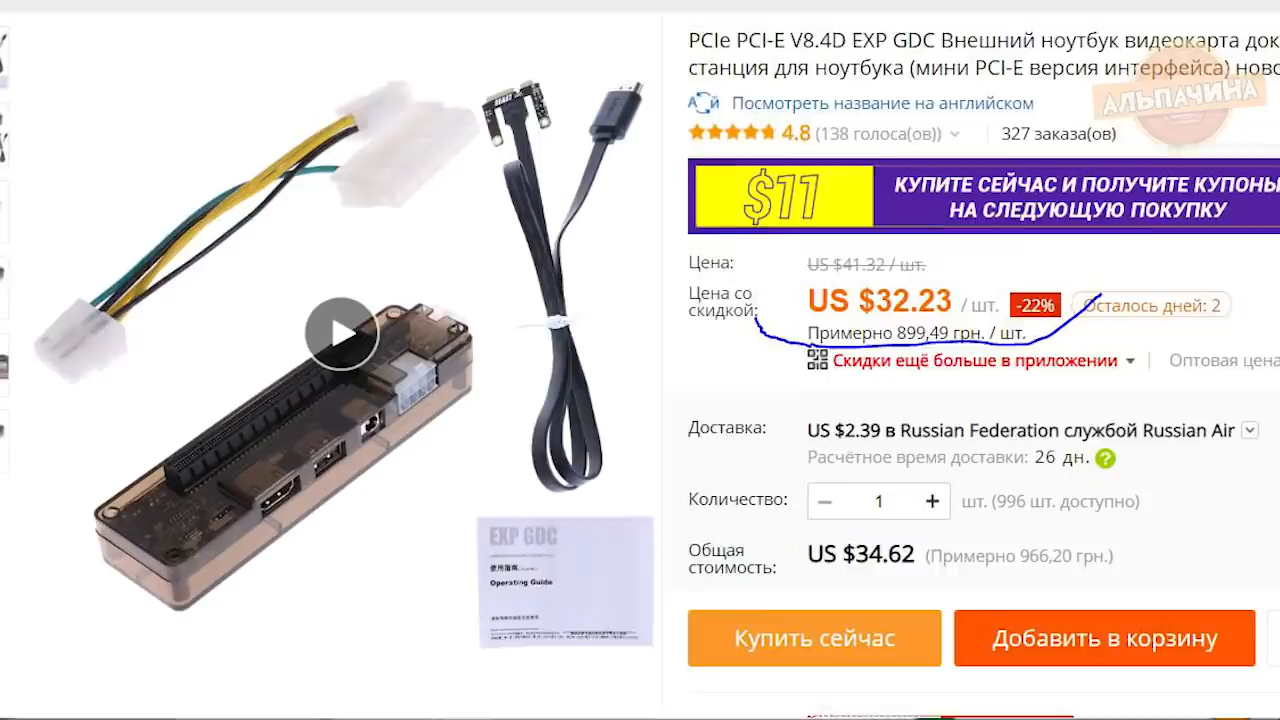 PCIe PCI-E V8.4D EXP GDC Внешний ноутбук видеокарта док
станция для ноутбука (мини PCI-E версия интерфейса) ново
АЛЬПАЧИНА
Посмотреть название на английском
4.8 (138 голоса(ов)) 327 заказа(ов)
$11
КУПИТЕ СЕЙЧАС И ПОЛУЧИТЕ КУПОНЫ
НА СЛЕДУЮЩУЮ ПОКУПКУ
Цена: US $41.32 / шт.
Цена со скидкой: US $32.23 / шт. -22% Осталось дней: 2
Примерно 899,49 грн. / шт.
Скидки ещё больше в приложении Оптовая цена
Доставка: US $2.39 в Russian Federation службой Russian Air
Расчётное время доставки: 26 дн. ?
Количество: − 1 + шт. (996 шт. доступно)
Общая стоимость: US $34.62 (Примерно 966,20 грн.)
Купить сейчас Добавить в корзину
BEAST
EXP GDC
使用指南
Operating Guide